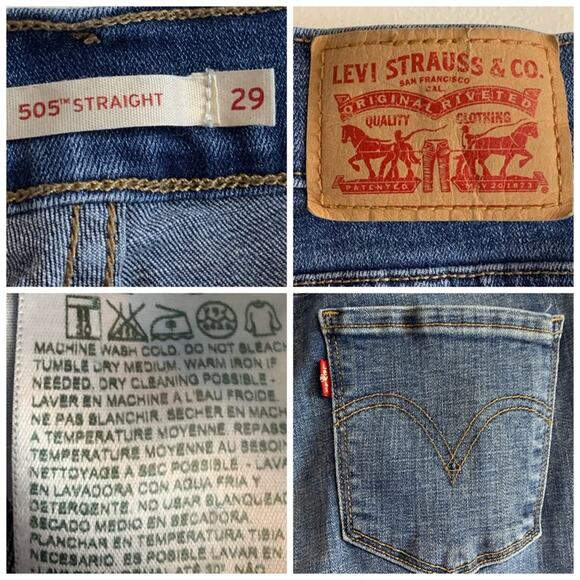 505™ STRAIGHT
29
LEVI STRAUSS & CO.
SAN FRANCISCO
CAL.
ORIGINAL RIVETED
QUALITY CLOTHING
PATENTED MAY 20 1873
MACHINE WASH COLD. DO NOT BLEACH
TUMBLE DRY MEDIUM. WARM IRON IF
NEEDED. DRY CLEANING POSSIBLE -
LAVER EN MACHINE A L'EAU FROIDE.
NE PAS BLANCHIR. SECHER EN MACH
A TEMPERATURE MOYENNE. REPASS
TEMPERATURE MOYENNE AU BESOIN
NETTOYAGE A SEC POSSIBLE - LAVA
EN LAVADORA CON AGUA FRIA Y
DETERGENTE. NO USAR BLANQUEAD
SECADO MEDIO EN SECADORA.
PLANCHAR EN TEMPERATURA TIBIA
NECESARIO. ES POSIBLE LAVAR EN